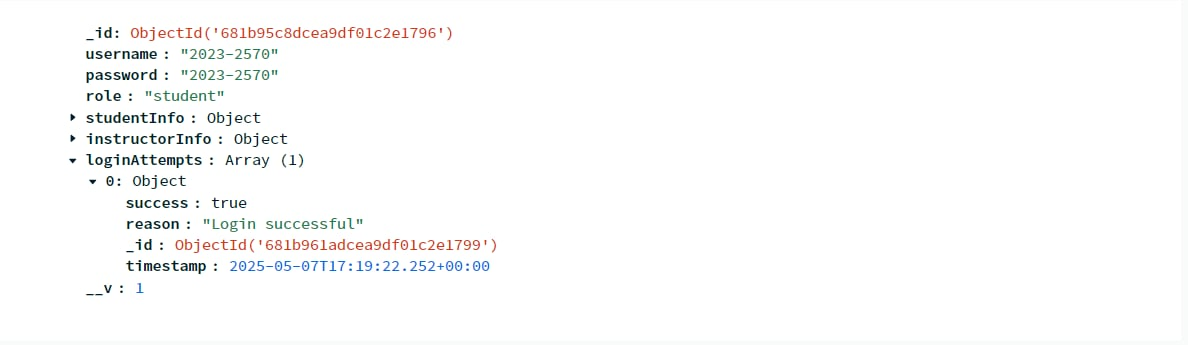 _id: ObjectId('681b95c8dcea9df01c2e1796')
username : "2023-2570"
password : "2023-2570"
role : "student"
studentInfo : Object
instructorInfo : Object
loginAttempts : Array (1)
0: Object
success : true
reason : "Login successful"
_id : ObjectId('681b961adcea9df01c2e1799')
timestamp : 2025-05-07T17:19:22.252+00:00
__v : 1